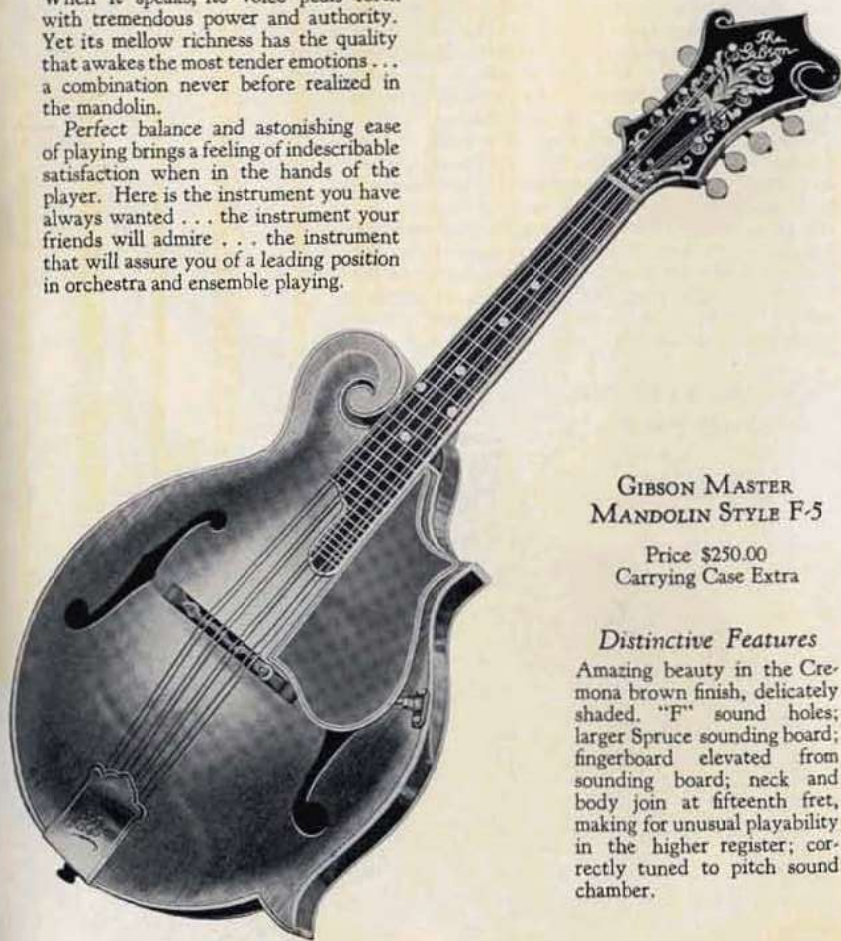 with tremendous power and authority.
Yet its mellow richness has the quality
that awakes the most tender emotions . . .
a combination never before realized in
the mandolin.
Perfect balance and astonishing ease
of playing brings a feeling of indescribable
satisfaction when in the hands of the
player. Here is the instrument you have
always wanted . . . the instrument your
friends will admire . . . the instrument
that will assure you of a leading position
in orchestra and ensemble playing.
The
Gibson
GIBSON MASTER
MANDOLIN STYLE F-5
Price $250.00
Carrying Case Extra
Distinctive Features
Amazing beauty in the Cre-
mona brown finish, delicately
shaded. "F" sound holes;
larger Spruce sounding board;
fingerboard elevated from
sounding board; neck and
body join at fifteenth fret,
making for unusual playability
in the higher register; cor-
rectly tuned to pitch sound
chamber.